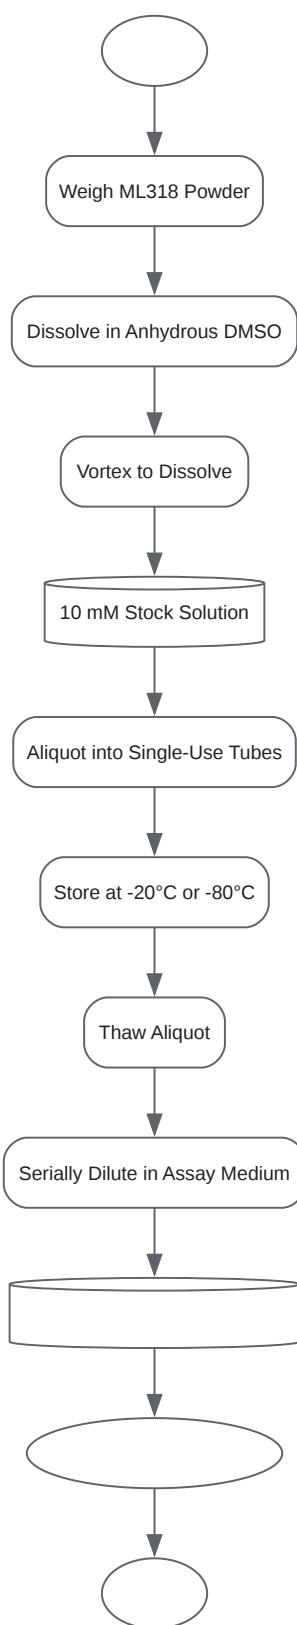 Weigh ML318 Powder
Dissolve in Anhydrous DMSO
Vortex to Dissolve
10 mM Stock Solution
Aliquot into Single-Use Tubes
Store at -20°C or -80°C
Thaw Aliquot
Serially Dilute in Assay Medium